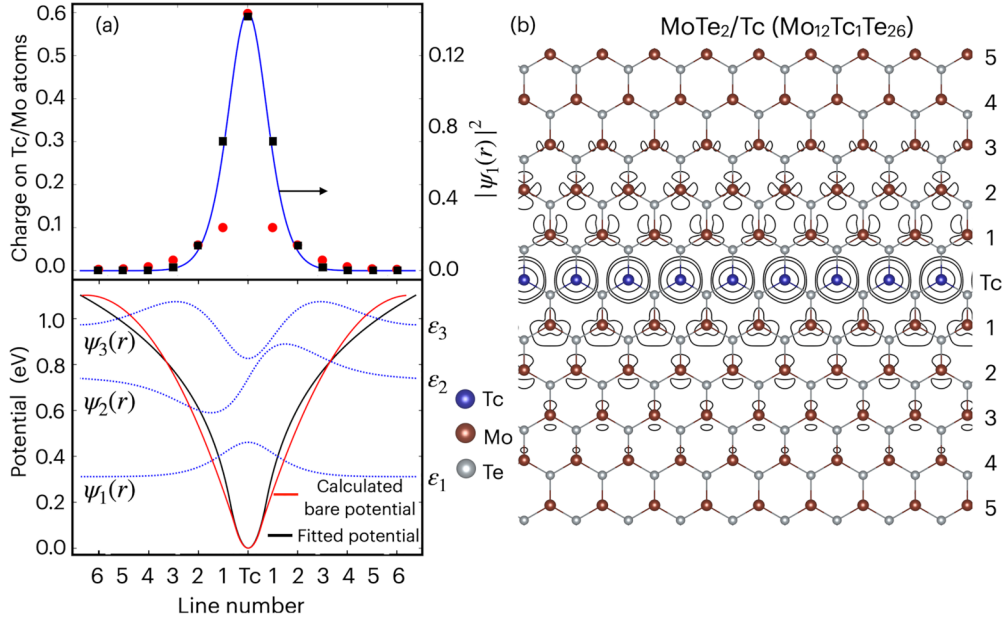 (a)
0.6
0.5
0.4
0.3
0.2
0.1
0.0
Charge on Tc/Mo atoms
0.12
0.8
0.4
0.0
|ψ₁(r)|²
1.0
0.8
0.6
0.4
0.2
0.0
Potential (eV)
ψ₃(r)
ε₃
ψ₂(r)
ε₂
ψ₁(r)
ε₁
Calculated
bare potential
Fitted potential
6 5 4 3 2 1 Tc 1 2 3 4 5 6
Line number
Tc
Mo
Te
(b)
MoTe₂/Tc (Mo₁₂Tc₁Te₂₆)
5
4
3
2
1
Tc
1
2
3
4
5